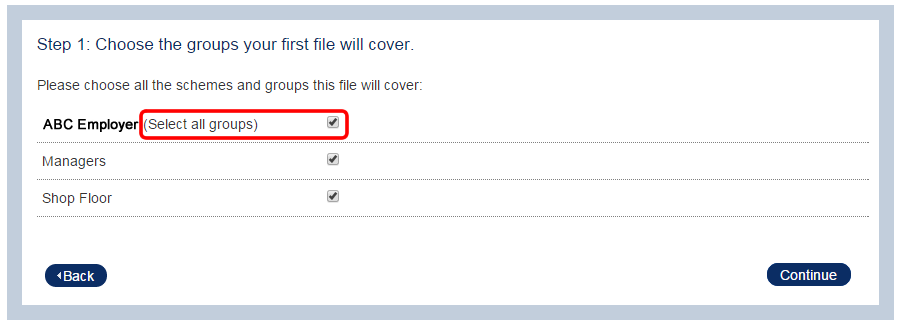 Step 1: Choose the groups your first file will cover.
Please choose all the schemes and groups this file will cover:
ABC Employer (Select all groups)
Managers
Shop Floor
Back
Continue